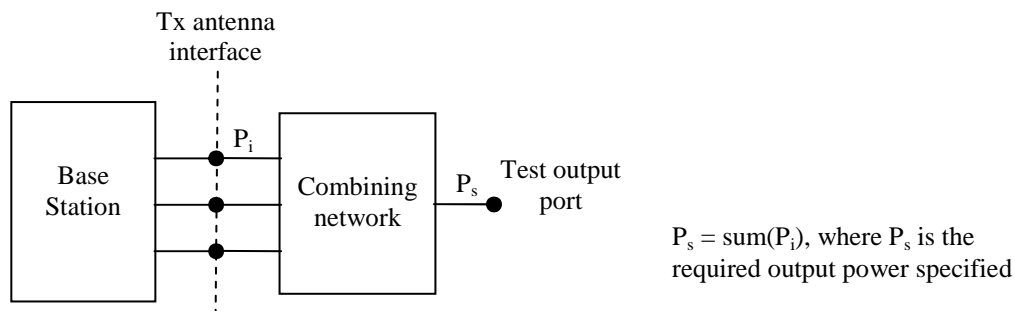 Tx antenna
interface
P_i
Base
Station
Combining
network
P_s
Test output
port
P_s = sum(P_i), where P_s is the
required output power specified